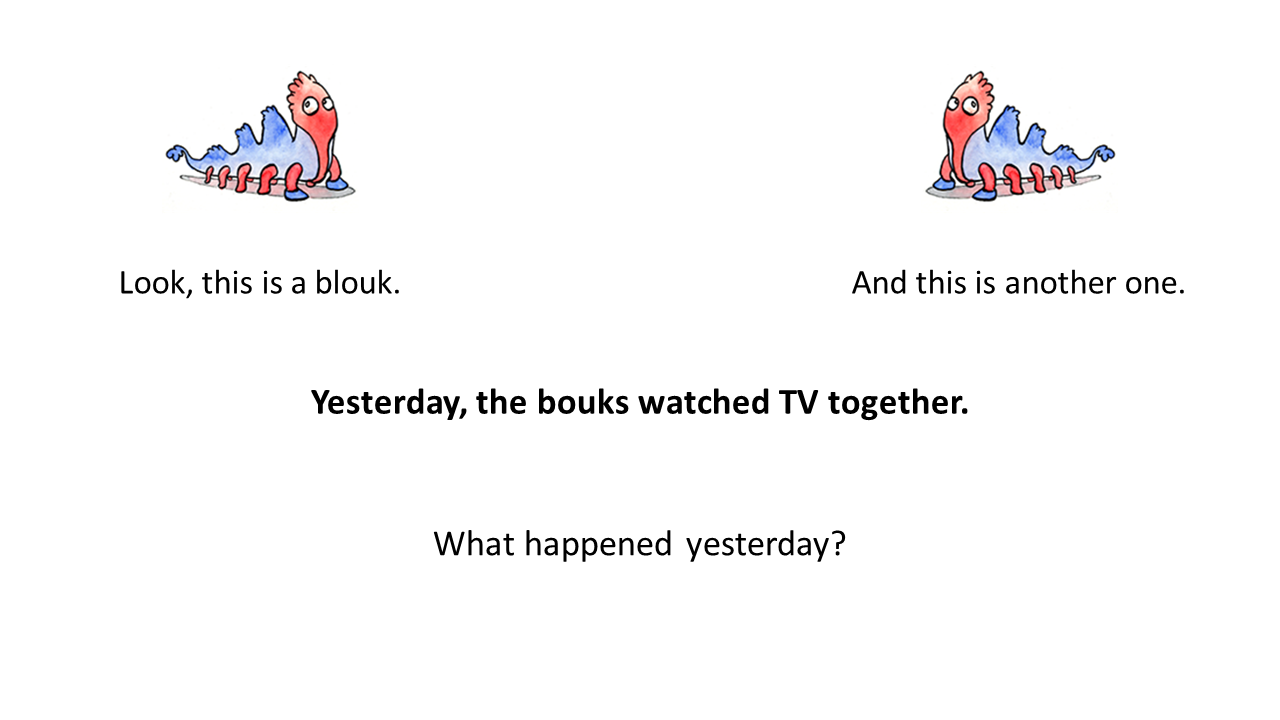 Look, this is a blouk.
And this is another one.
Yesterday, the bouks watched TV together.
What happened yesterday?